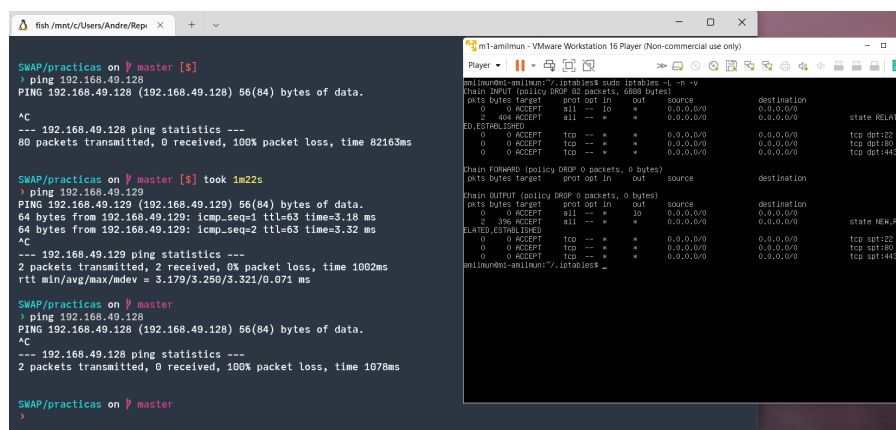 fish /mnt/c/Users/Andre/Repo
SWAP/practicas on master [$]
› ping 192.168.49.128
PING 192.168.49.128 (192.168.49.128) 56(84) bytes of data.
^C
--- 192.168.49.128 ping statistics ---
80 packets transmitted, 0 received, 100% packet loss, time 82163ms
SWAP/practicas on master [$] took 1m22s
› ping 192.168.49.129
PING 192.168.49.129 (192.168.49.129) 56(84) bytes of data.
64 bytes from 192.168.49.129: icmp_seq=1 ttl=63 time=3.18 ms
64 bytes from 192.168.49.129: icmp_seq=2 ttl=63 time=3.32 ms
^C
--- 192.168.49.129 ping statistics ---
2 packets transmitted, 2 received, 0% packet loss, time 1002ms
rtt min/avg/max/mdev = 3.179/3.250/3.321/0.071 ms
SWAP/practicas on master
› ping 192.168.49.128
PING 192.168.49.128 (192.168.49.128) 56(84) bytes of data.
^C
--- 192.168.49.128 ping statistics ---
2 packets transmitted, 0 received, 100% packet loss, time 1078ms
SWAP/practicas on master
›
m1-amilmun - VMware Workstation 16 Player (Non-commercial use only)
Player
amilmun@m1-amilmun:~/.iptables$ sudo iptables -L -n -v
Chain INPUT (policy DROP 82 packets, 6888 bytes)
pkts bytes target prot opt in out source destination
0 0 ACCEPT all -- lo * 0.0.0.0/0 0.0.0.0/0
2 404 ACCEPT all -- * * 0.0.0.0/0 0.0.0.0/0 state RELAT
ED,ESTABLISHED
0 0 ACCEPT tcp -- * * 0.0.0.0/0 0.0.0.0/0 tcp dpt:22
0 0 ACCEPT tcp -- * * 0.0.0.0/0 0.0.0.0/0 tcp dpt:80
0 0 ACCEPT tcp -- * * 0.0.0.0/0 0.0.0.0/0 tcp dpt:443
Chain FORWARD (policy DROP 0 packets, 0 bytes)
pkts bytes target prot opt in out source destination
Chain OUTPUT (policy DROP 0 packets, 0 bytes)
pkts bytes target prot opt in out source destination
0 0 ACCEPT all -- * lo 0.0.0.0/0 0.0.0.0/0
2 396 ACCEPT all -- * * 0.0.0.0/0 0.0.0.0/0 state NEW,R
ELATED,ESTABLISHED
0 0 ACCEPT tcp -- * * 0.0.0.0/0 0.0.0.0/0 tcp spt:22
0 0 ACCEPT tcp -- * * 0.0.0.0/0 0.0.0.0/0 tcp spt:80
0 0 ACCEPT tcp -- * * 0.0.0.0/0 0.0.0.0/0 tcp spt:443
amilmun@m1-amilmun:~/.iptables$ _